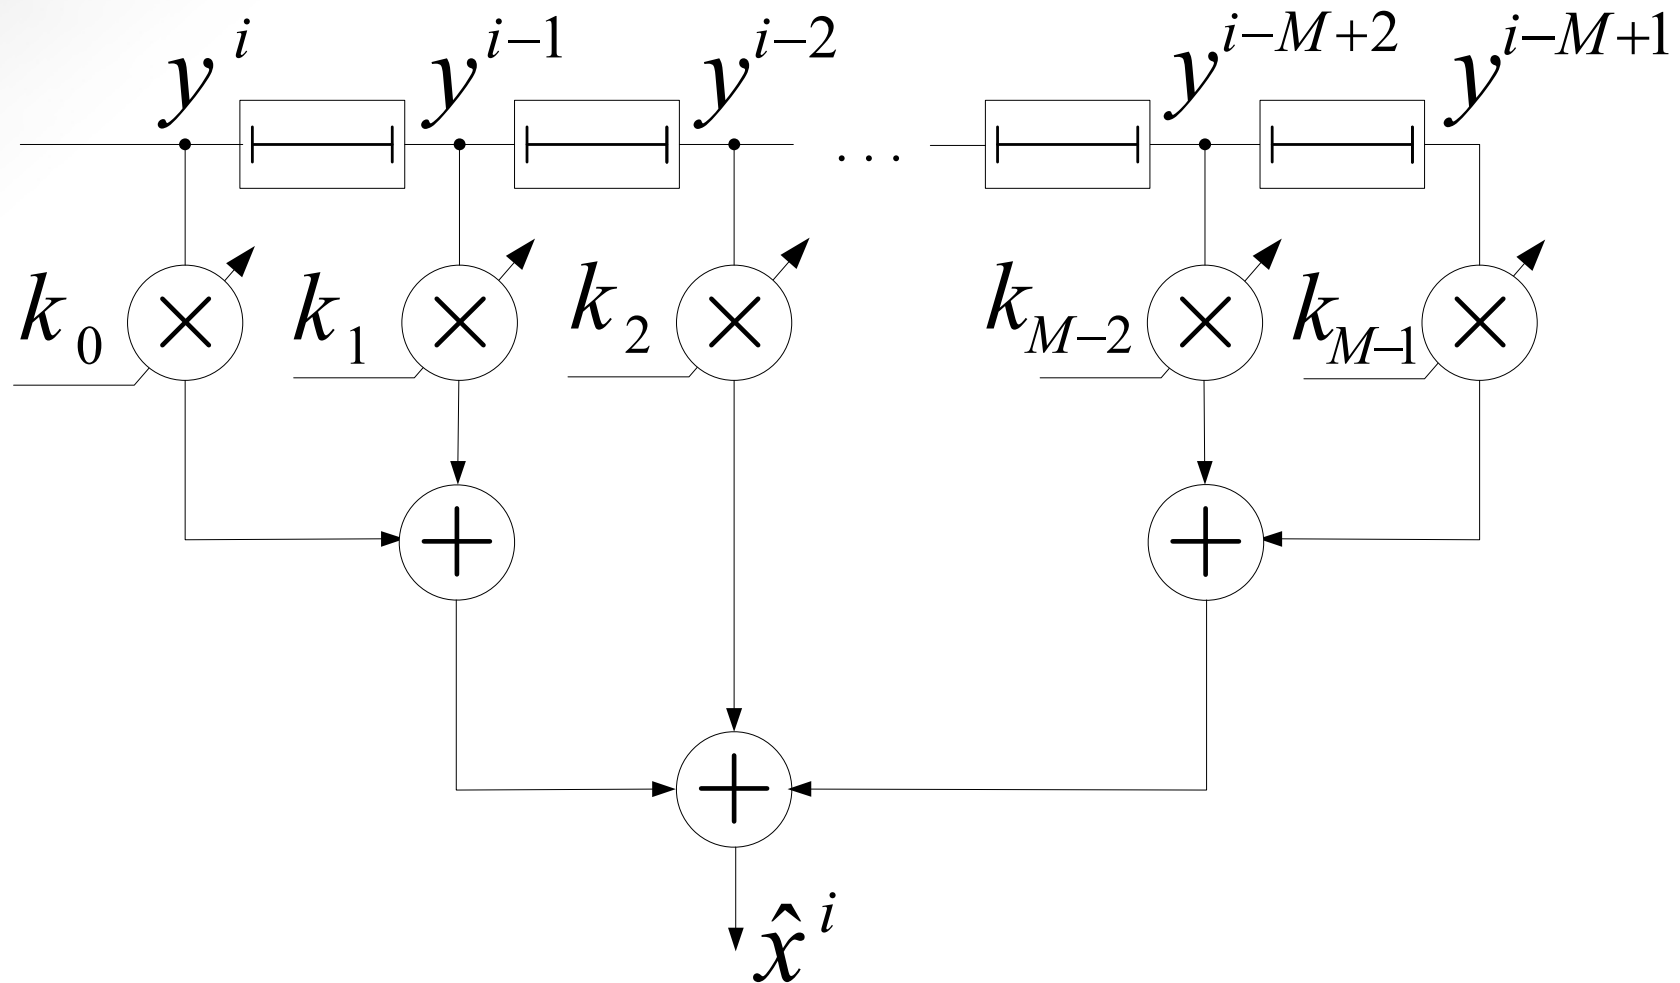 y^i y^{i-1} y^{i-2} ... y^{i-M+2} y^{i-M+1}
k_0 k_1 k_2 k_{M-2} k_{M-1}
x̂^i